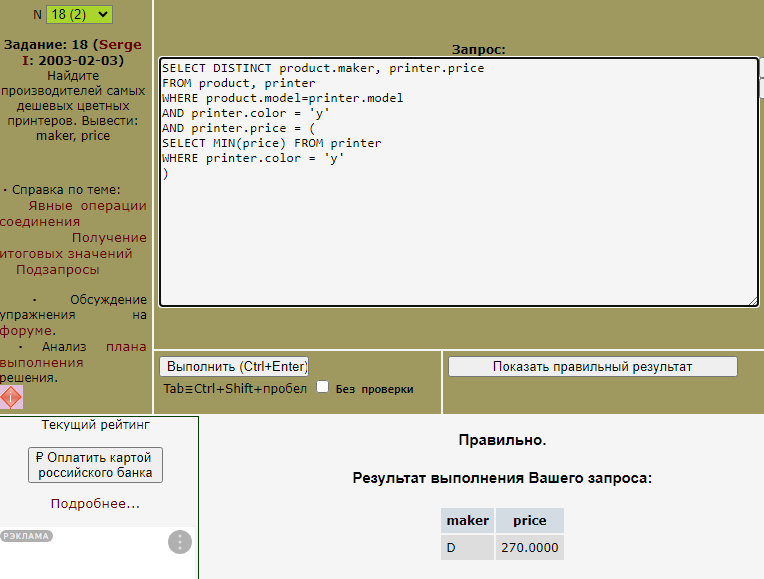 N 18 (2)
Задание: 18 (Serge
I: 2003-02-03)
Найдите
производителей самых
дешевых цветных
принтеров. Вывести:
maker, price
· Справка по теме:
Явные операции
соединения
Получение
итоговых значений
Подзапросы
· Обсуждение
упражнения на
форуме.
· Анализ плана
выполнения
решения.
Запрос:
SELECT DISTINCT product.maker, printer.price
FROM product, printer
WHERE product.model=printer.model
AND printer.color = 'y'
AND printer.price = (
SELECT MIN(price) FROM printer
WHERE printer.color = 'y'
)
Выполнить (Ctrl+Enter)
Tab≡Ctrl+Shift+пробел Без проверки
Показать правильный результат
Текущий рейтинг
₽ Оплатить картой
российского банка
Подробнее...
РЕКЛАМА
Правильно.
Результат выполнения Вашего запроса:
maker price
D 270.0000